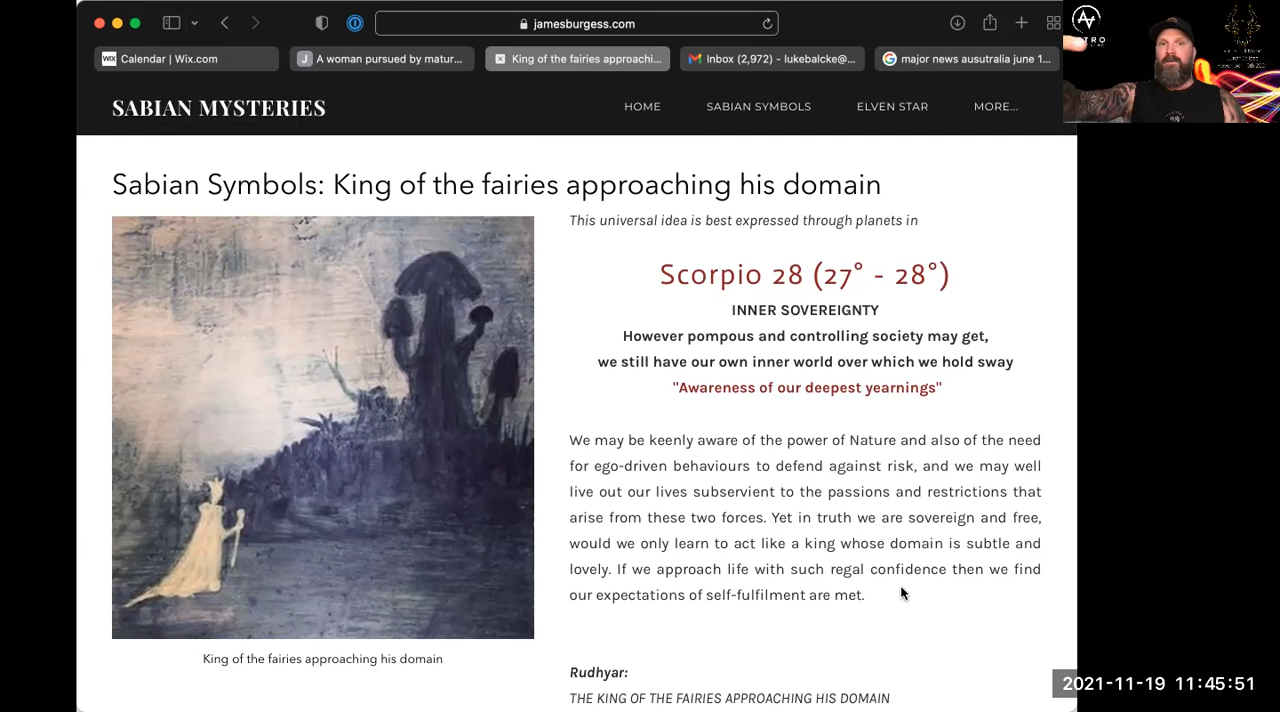 jamesburgess.com
Calendar | Wix.com
A woman pursued by matur...
King of the fairies approachi...
Inbox (2,972) – lukebalcke@...
major news austrailia june 1...
SABIAN MYSTERIES
HOME
SABIAN SYMBOLS
ELVEN STAR
MORE...
Sabian Symbols: King of the fairies approaching his domain
This universal idea is best expressed through planets in
Scorpio 28 (27° - 28°)
INNER SOVEREIGNTY
However pompous and controlling society may get,
we still have our own inner world over which we hold sway
"Awareness of our deepest yearnings"
We may be keenly aware of the power of Nature and also of the need
for ego-driven behaviours to defend against risk, and we may well
live out our lives subservient to the passions and restrictions that
arise from these two forces. Yet in truth we are sovereign and free,
would we only learn to act like a king whose domain is subtle and
lovely. If we approach life with such regal confidence then we find
our expectations of self-fulfilment are met.
King of the fairies approaching his domain
Rudhyar:
THE KING OF THE FAIRIES APPROACHING HIS DOMAIN
2021-11-19 11:45:51